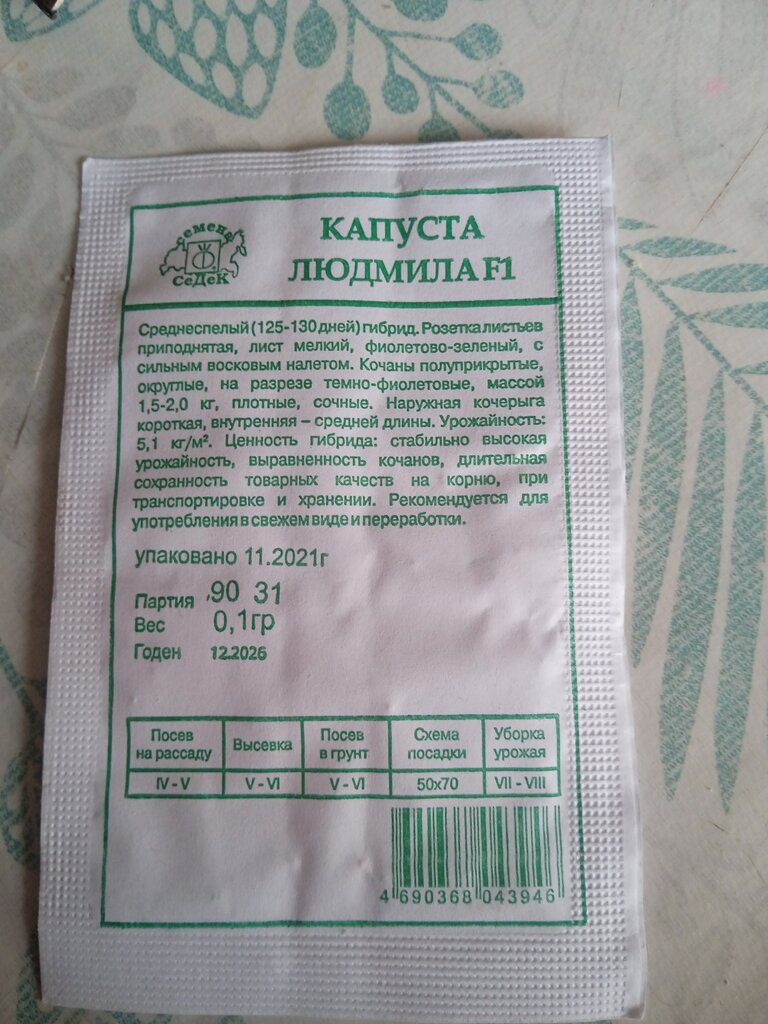 семена
СеДеК
КАПУСТА
ЛЮДМИЛА F1
Среднеспелый (125-130 дней) гибрид. Розетка листьев
приподнятая, лист мелкий, фиолетово-зеленый, с
сильным восковым налетом. Кочаны полуприкрытые,
округлые, на разрезе темно-фиолетовые, массой
1,5-2,0 кг, плотные, сочные. Наружная кочерыга
короткая, внутренняя – средней длины. Урожайность:
5,1 кг/м². Ценность гибрида: стабильно высокая
урожайность, выравненность кочанов, длительная
сохранность товарных качеств на корню, при
транспортировке и хранении. Рекомендуется для
употребления в свежем виде и переработки.
упаковано 11.2021г
Партия 90 31
Вес 0,1гр
Годен 12.2026
Посев на рассаду
Высевка
Посев в грунт
Схема посадки
Уборка урожая
IV - V
V - VI
V - VI
50х70
VII - VIII
4 690368 043946